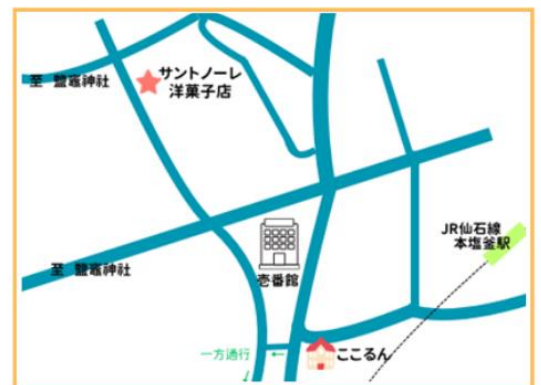 サントノーレ
洋菓子店
至 鹽竈神社
JR仙石線
本塩釜駅
至 鹽竈神社
壱番館
一方通行
ここるん